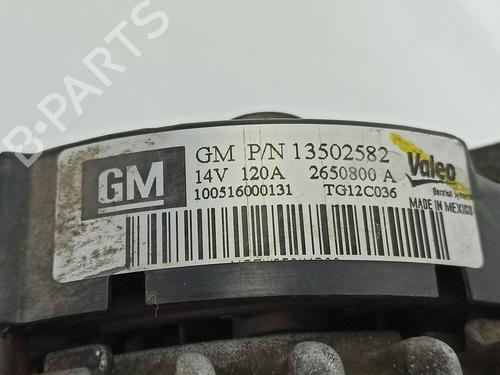 B-PARTS
GM
GM P/N 13502582
14V 120A 2650800 A
100516000131 TG12C036
Valeo
MADE IN MEXICO